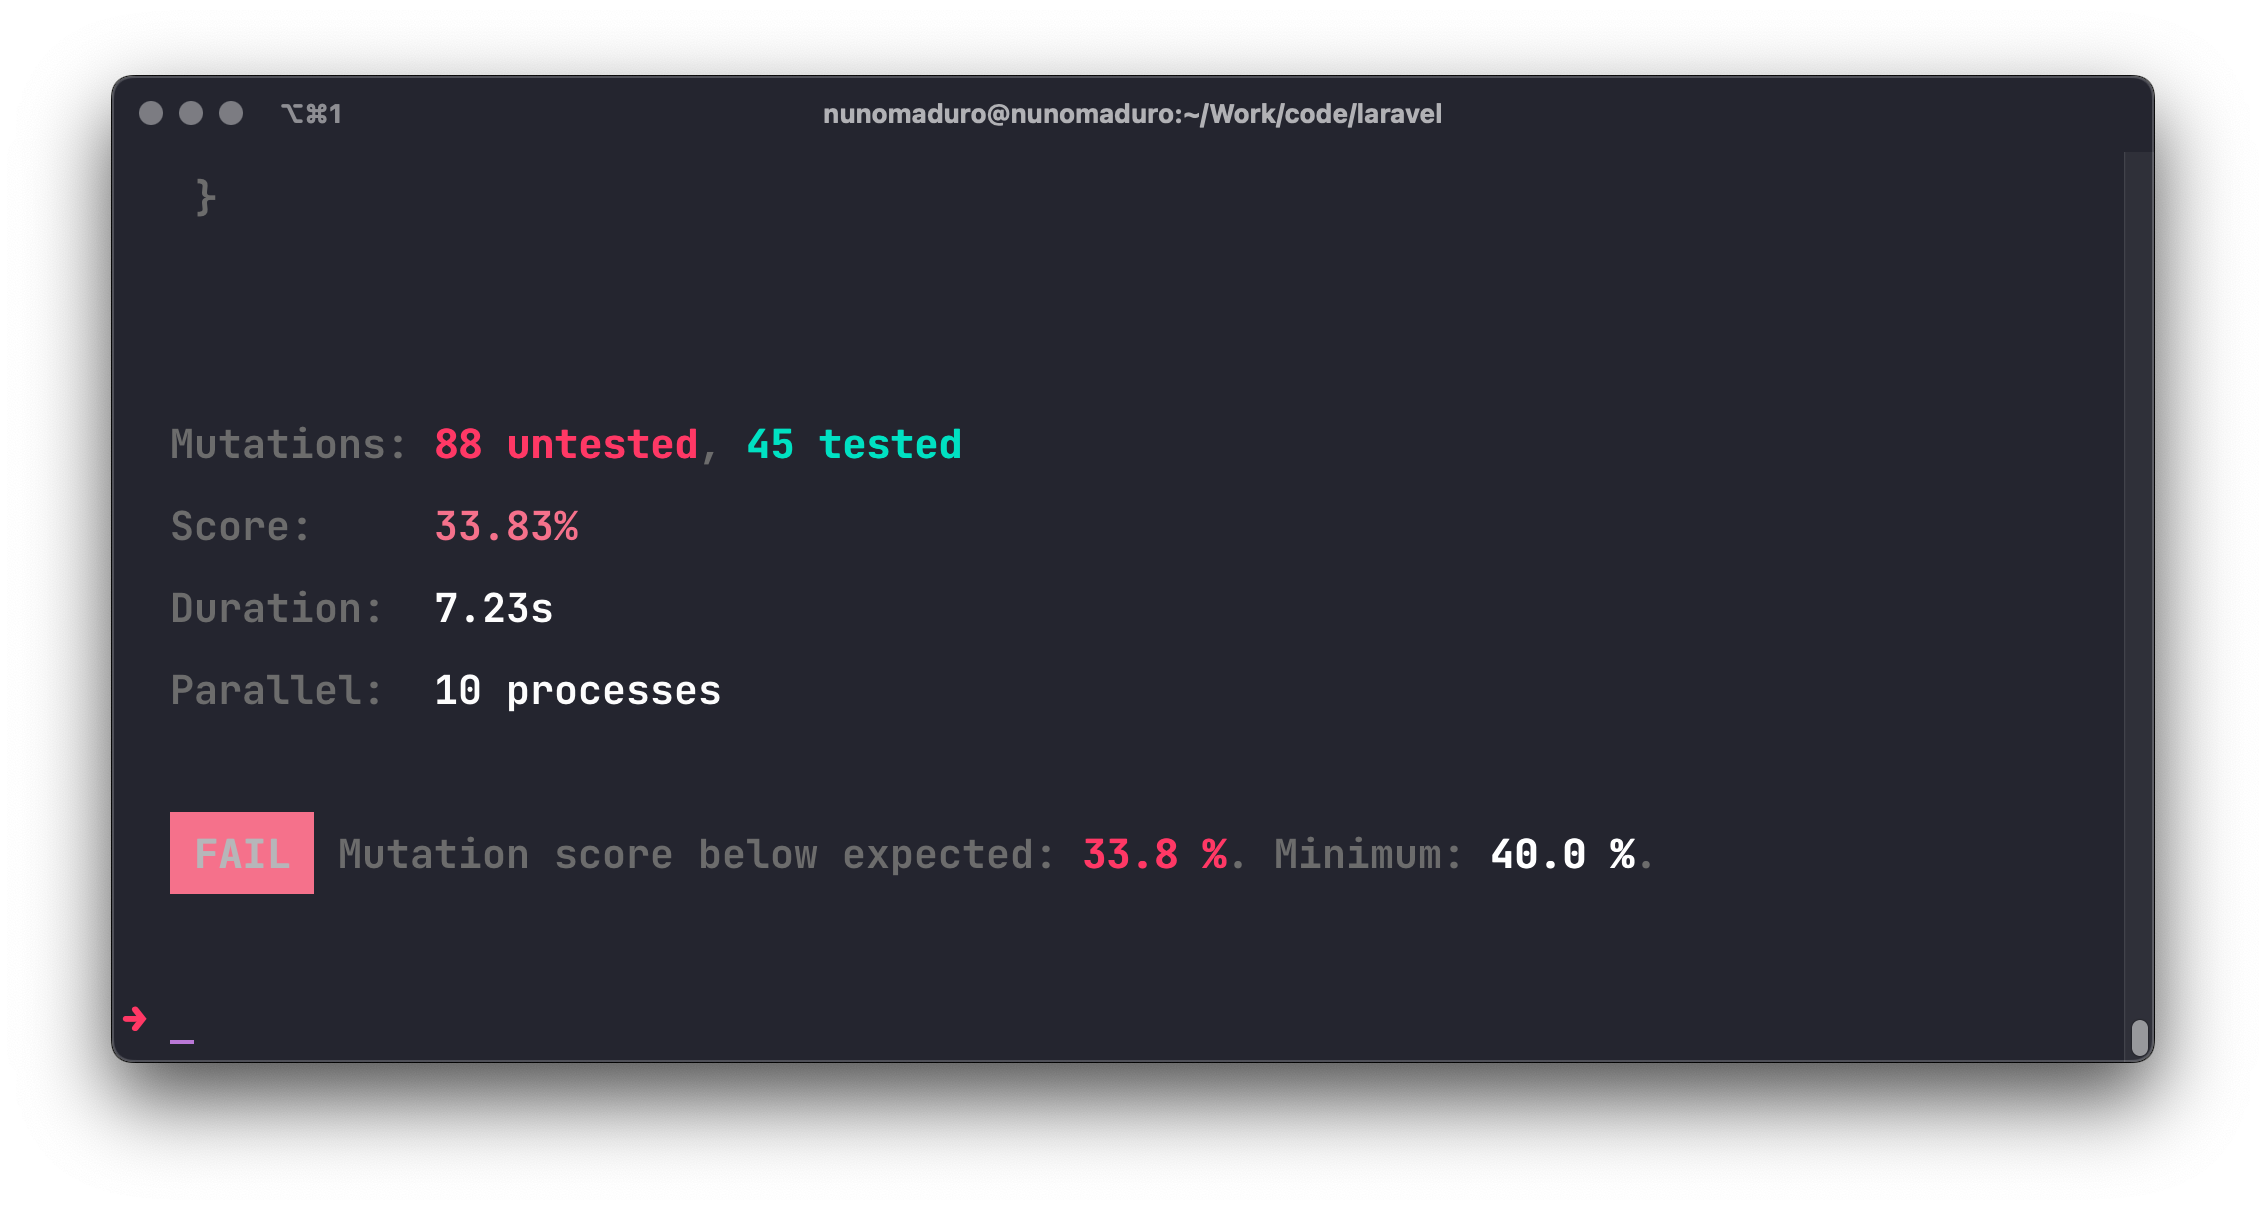 ⌥⌘1 nunomaduro@nunomaduro:~/Work/code/laravel
}
Mutations: 88 untested, 45 tested
Score: 33.83%
Duration: 7.23s
Parallel: 10 processes
FAIL Mutation score below expected: 33.8 %. Minimum: 40.0 %.
➜ _